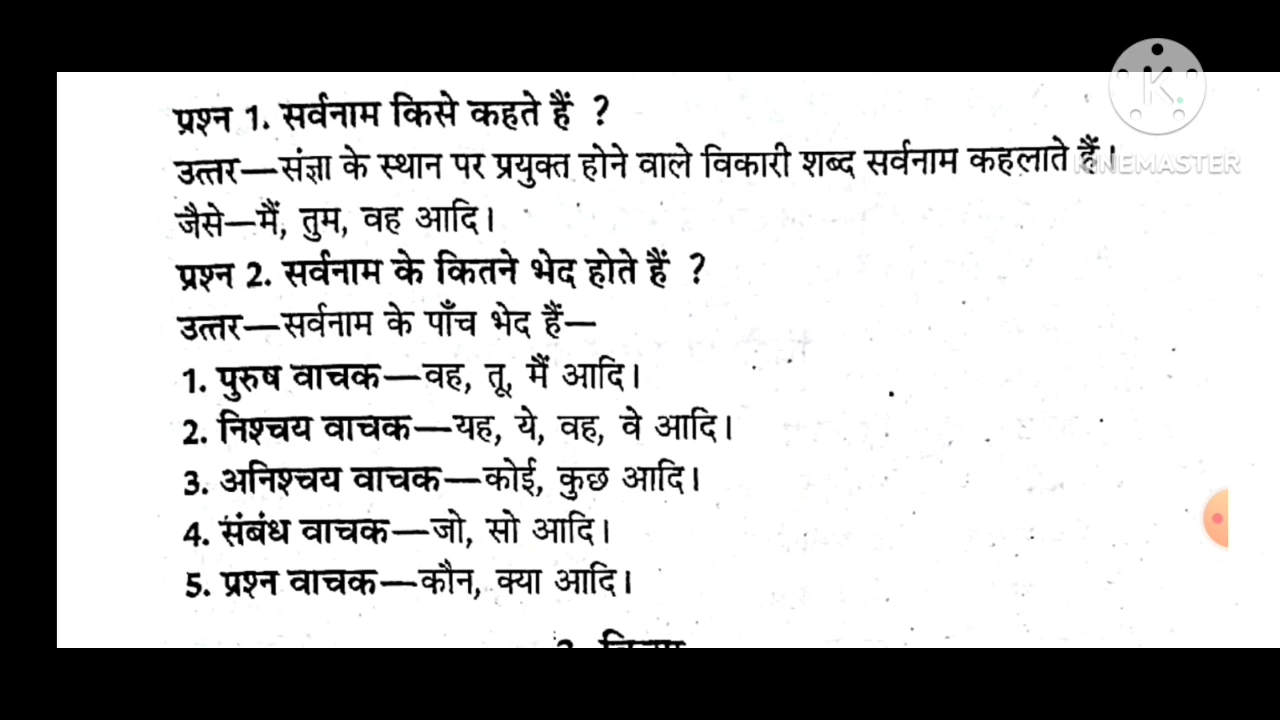 प्रश्न 1. सर्वनाम किसे कहते हैं ?
उत्तर—संज्ञा के स्थान पर प्रयुक्त होने वाले विकारी शब्द सर्वनाम कहलाते हैं।
जैसे—मैं, तुम, वह आदि।
प्रश्न 2. सर्वनाम के कितने भेद होते हैं ?
उत्तर—सर्वनाम के पाँच भेद हैं—
1. पुरुष वाचक—वह, तू, मैं आदि।
2. निश्चय वाचक—यह, ये, वह, वे आदि।
3. अनिश्चय वाचक—कोई, कुछ आदि।
4. संबंध वाचक—जो, सो आदि।
5. प्रश्न वाचक—कौन, क्या आदि।
K
KINEMASTER